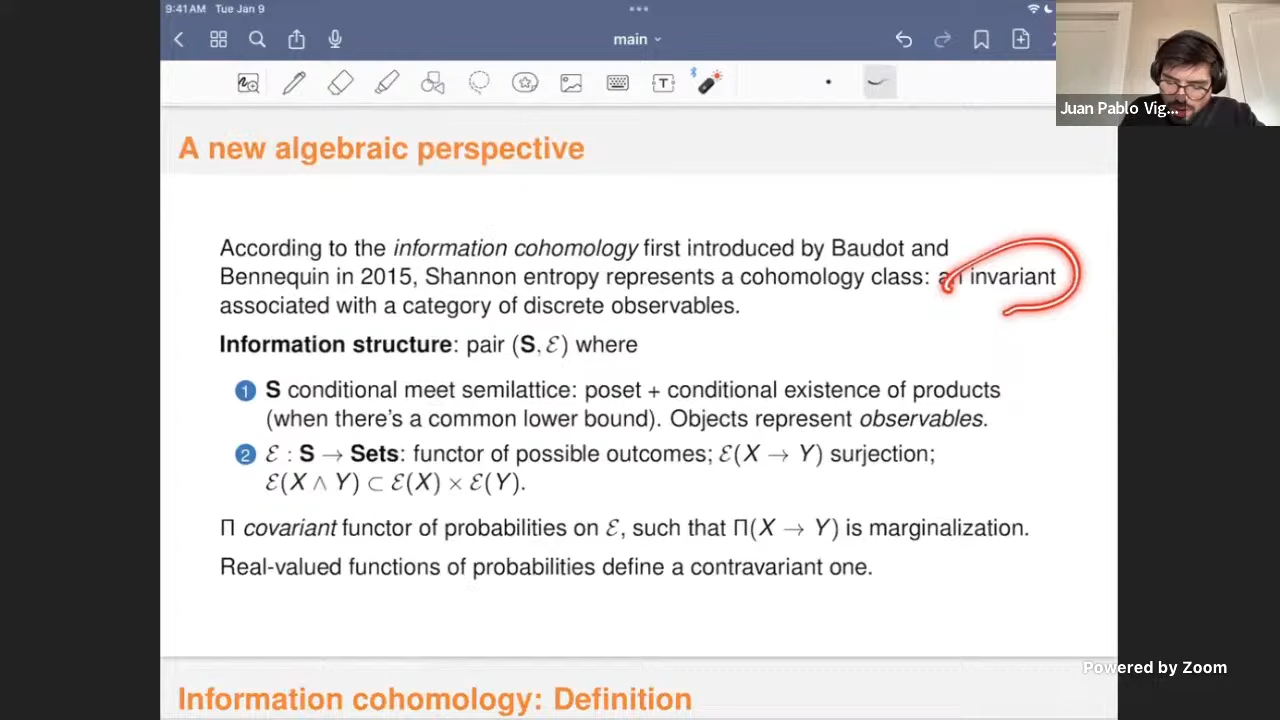 9:41 AM Tue Jan 9
main
T
Juan Pablo Vig...
A new algebraic perspective
According to the information cohomology first introduced by Baudot and
Bennequin in 2015, Shannon entropy represents a cohomology class: an invariant
associated with a category of discrete observables.
Information structure: pair (S, ℰ) where
1 S conditional meet semilattice: poset + conditional existence of products
(when there's a common lower bound). Objects represent observables.
2 ℰ : S → Sets: functor of possible outcomes; ℰ(X → Y) surjection;
ℰ(X ∧ Y) ⊂ ℰ(X) × ℰ(Y).
Π covariant functor of probabilities on ℰ, such that Π(X → Y) is marginalization.
Real-valued functions of probabilities define a contravariant one.
Powered by Zoom
Information cohomology: Definition